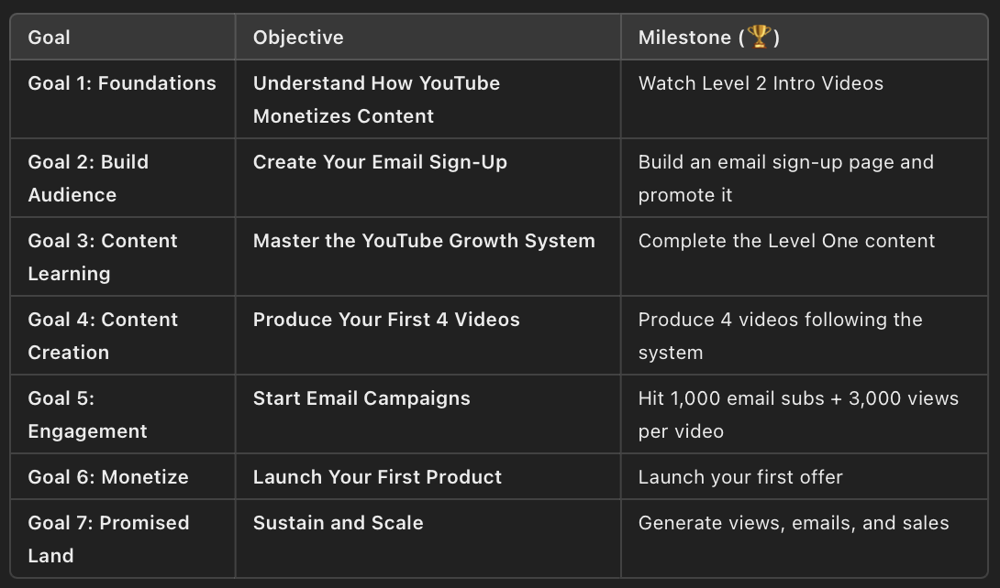 Goal
Objective
Milestone (🏆)
Goal 1: Foundations
Understand How YouTube
Monetizes Content
Watch Level 2 Intro Videos
Goal 2: Build
Audience
Create Your Email Sign-Up
Build an email sign-up page and
promote it
Goal 3: Content
Learning
Master the YouTube Growth System
Complete the Level One content
Goal 4: Content
Creation
Produce Your First 4 Videos
Produce 4 videos following the
system
Goal 5:
Engagement
Start Email Campaigns
Hit 1,000 email subs + 3,000 views
per video
Goal 6: Monetize
Launch Your First Product
Launch your first offer
Goal 7: Promised
Land
Sustain and Scale
Generate views, emails, and sales